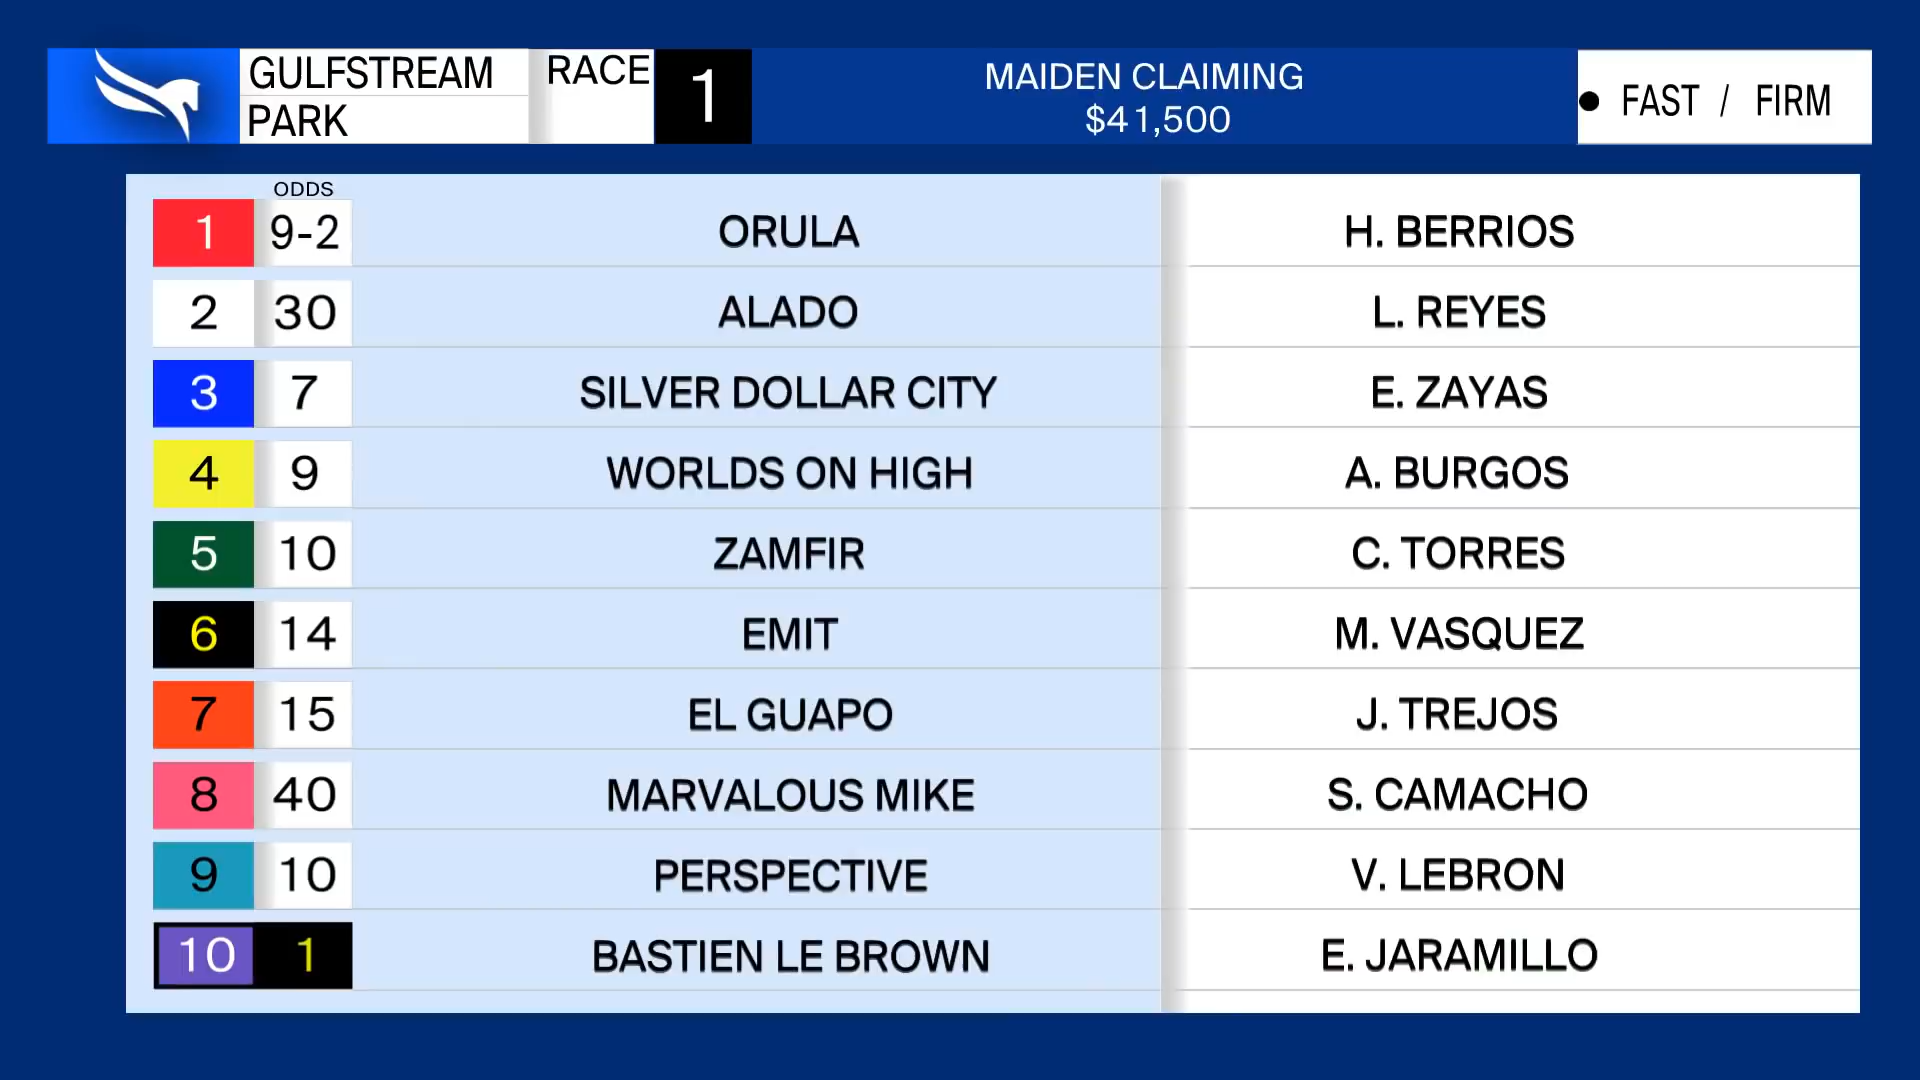 GULFSTREAM
PARK
RACE
1
MAIDEN CLAIMING
$41,500
FAST / FIRM
ODDS
1 9-2 ORULA H. BERRIOS
2 30 ALADO L. REYES
3 7 SILVER DOLLAR CITY E. ZAYAS
4 9 WORLDS ON HIGH A. BURGOS
5 10 ZAMFIR C. TORRES
6 14 EMIT M. VASQUEZ
7 15 EL GUAPO J. TREJOS
8 40 MARVALOUS MIKE S. CAMACHO
9 10 PERSPECTIVE V. LEBRON
10 1 BASTIEN LE BROWN E. JARAMILLO